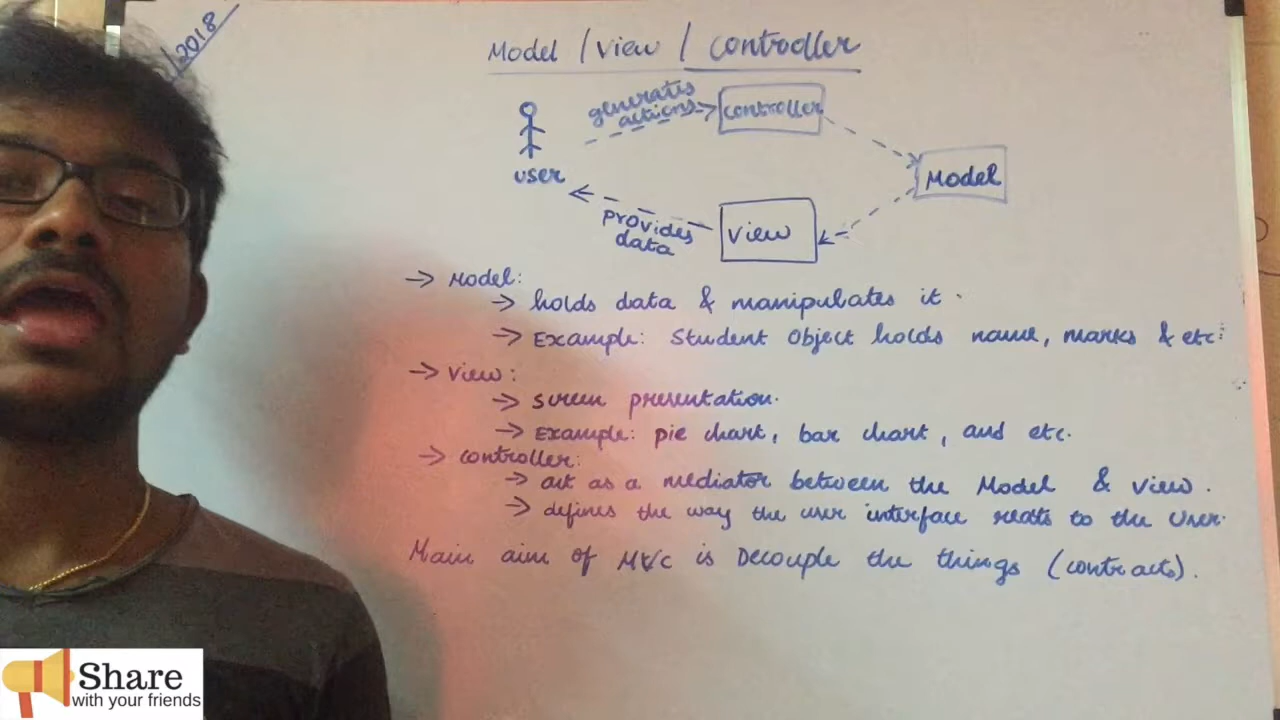 /2018
Model / View / Controller
generates
actions
controller
user
Model
provides
data
View
→ Model:
→ holds data & manipulates it.
→ Example: Student Object holds name, marks & etc:
→ View:
→ screen presentation.
→ Example: pie chart, bar chart, and etc.
→ controller:
→ act as a mediator between the Model & View.
→ defines the way the user interface reacts to the User.
Main aim of MVC is Decouple the things (contracts).
Share
with your friends